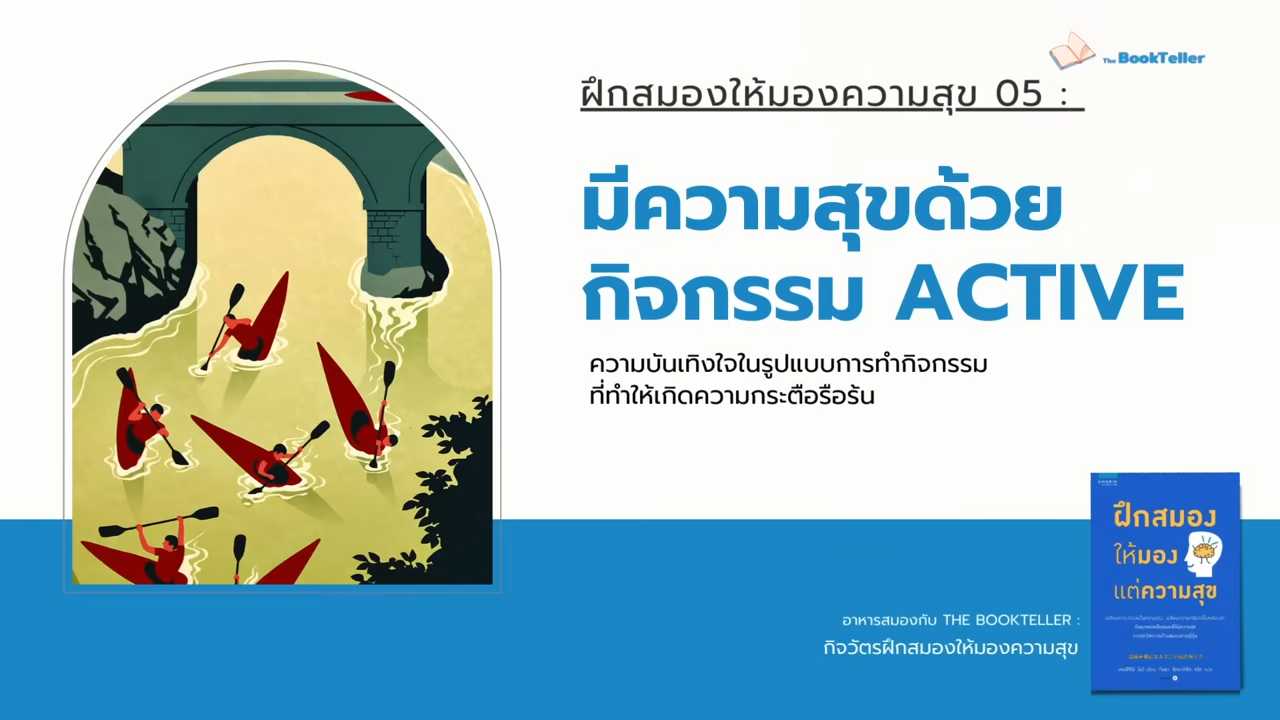 The BookTeller
ฝึกสมองให้มองความสุข 05 :
มีความสุขด้วย
กิจกรรม ACTIVE
ความบันเทิงใจในรูปแบบการทำกิจกรรม
ที่ทำให้เกิดความกระตือรือร้น
อาหารสมองกับ THE BOOKTELLER :
กิจวัตรฝึกสมองให้มองความสุข
ฝึกสมอง
ให้มอง
แต่ความสุข